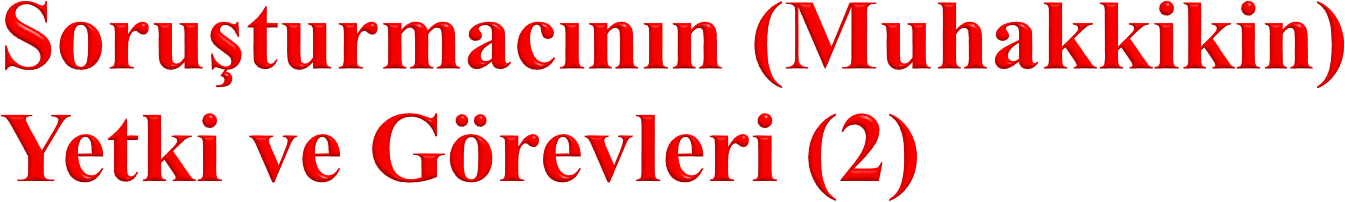 Soruşturmacının (Muhakkikin)
Yetki ve Görevleri (2)